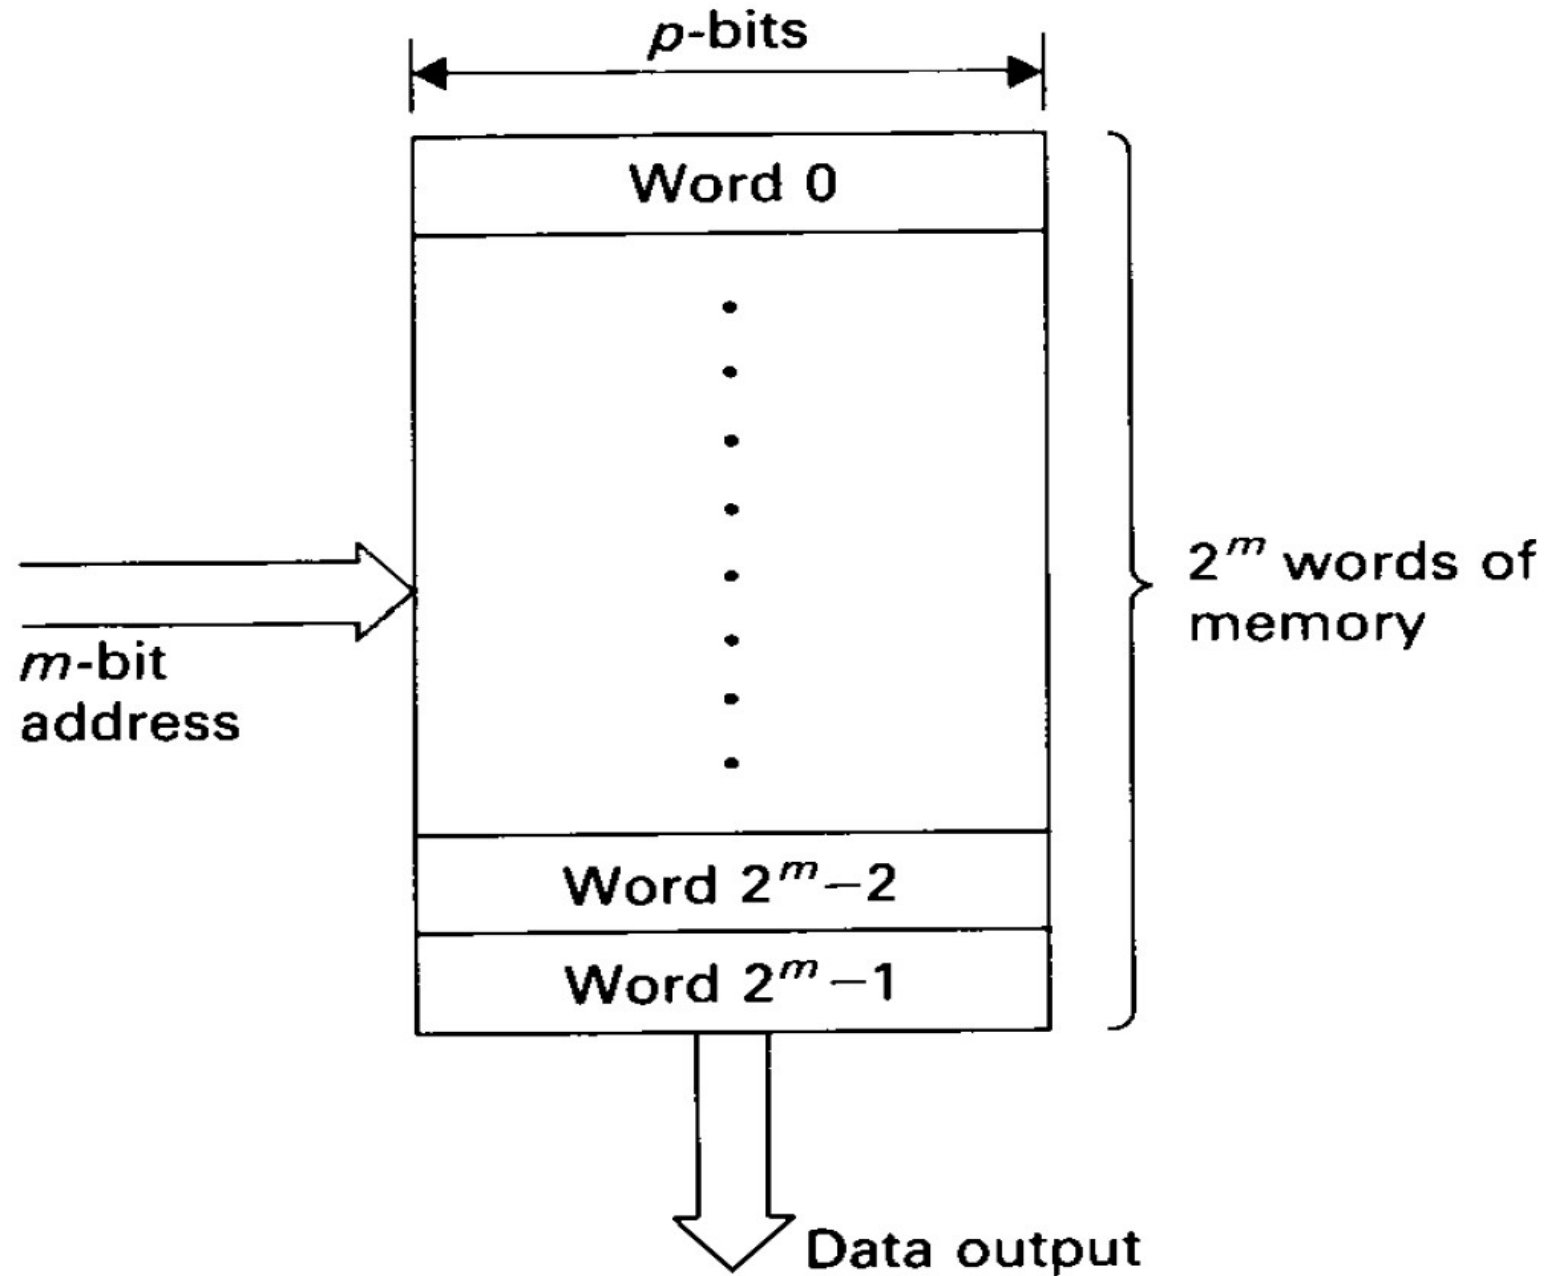 p-bits
Word 0
m-bit
address
2^m words of
memory
Word 2^m−2
Word 2^m−1
Data output